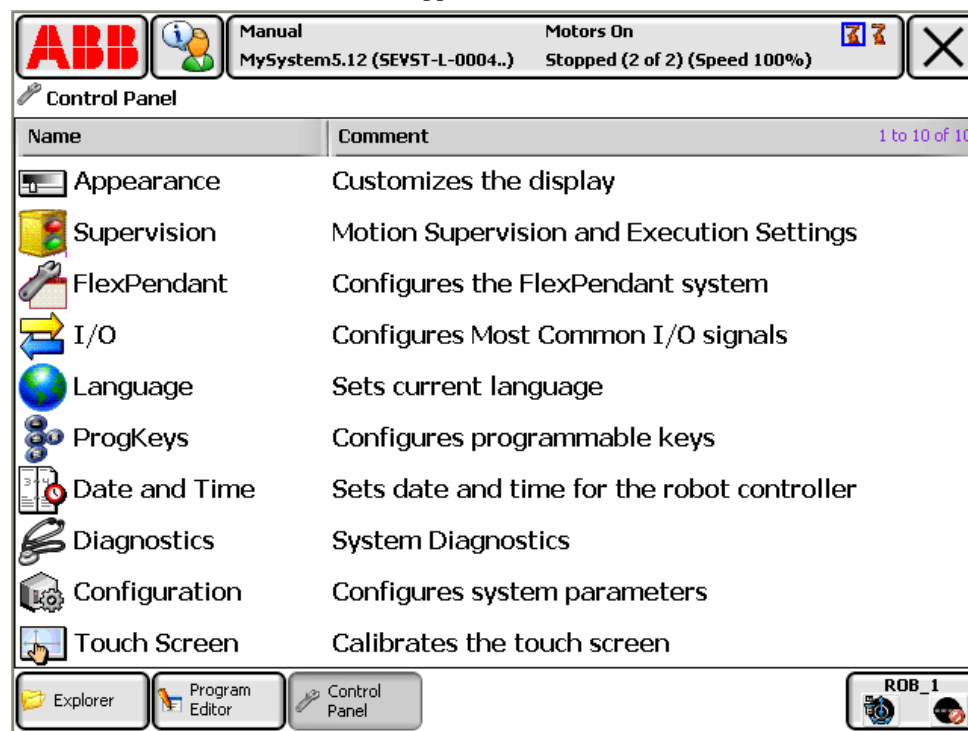 ABB
Manual
MySystem5.12 (SEVST-L-0004..)
Motors On
Stopped (2 of 2) (Speed 100%)
Control Panel
Name Comment 1 to 10 of 10
Appearance Customizes the display
Supervision Motion Supervision and Execution Settings
FlexPendant Configures the FlexPendant system
I/O Configures Most Common I/O signals
Language Sets current language
ProgKeys Configures programmable keys
Date and Time Sets date and time for the robot controller
Diagnostics System Diagnostics
Configuration Configures system parameters
Touch Screen Calibrates the touch screen
Explorer
Program
Editor
Control
Panel
ROB_1